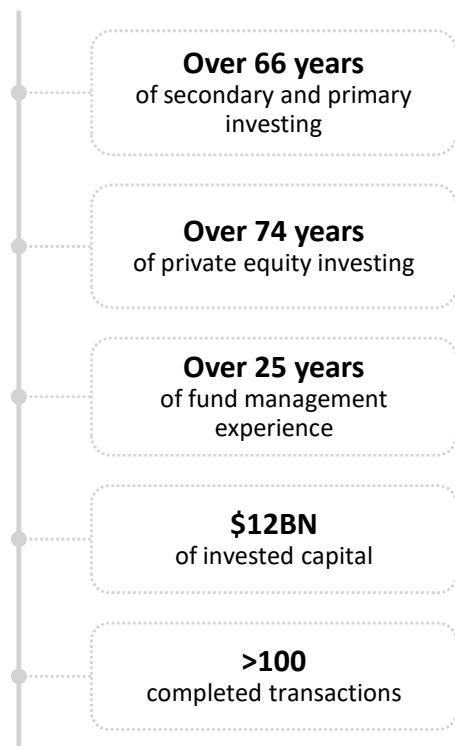 Over 66 years
of secondary and primary
investing
Over 74 years
of private equity investing
Over 25 years
of fund management
experience
$12BN
of invested capital
>100
completed transactions